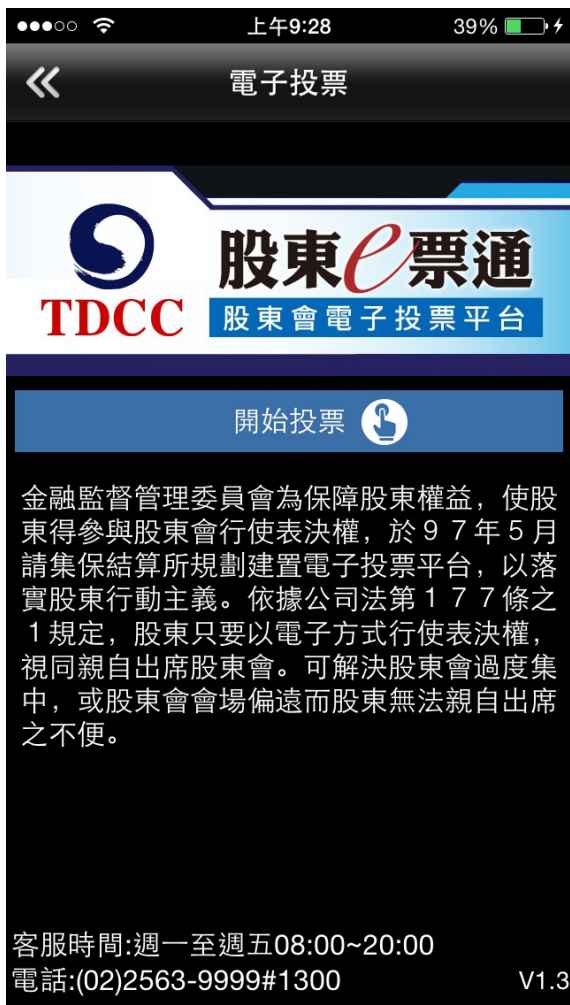 上午9:28
39%
電子投票
股東e票通
TDCC
股東會電子投票平台
開始投票
金融監督管理委員會為保障股東權益，使股
東得參與股東會行使表決權，於９７年５月
請集保結算所規劃建置電子投票平台，以落
實股東行動主義。依據公司法第１７７條之
１規定，股東只要以電子方式行使表決權，
視同親自出席股東會。可解決股東會過度集
中，或股東會會場偏遠而股東無法親自出席
之不便。
客服時間:週一至週五08:00~20:00
電話:(02)2563-9999#1300
V1.3